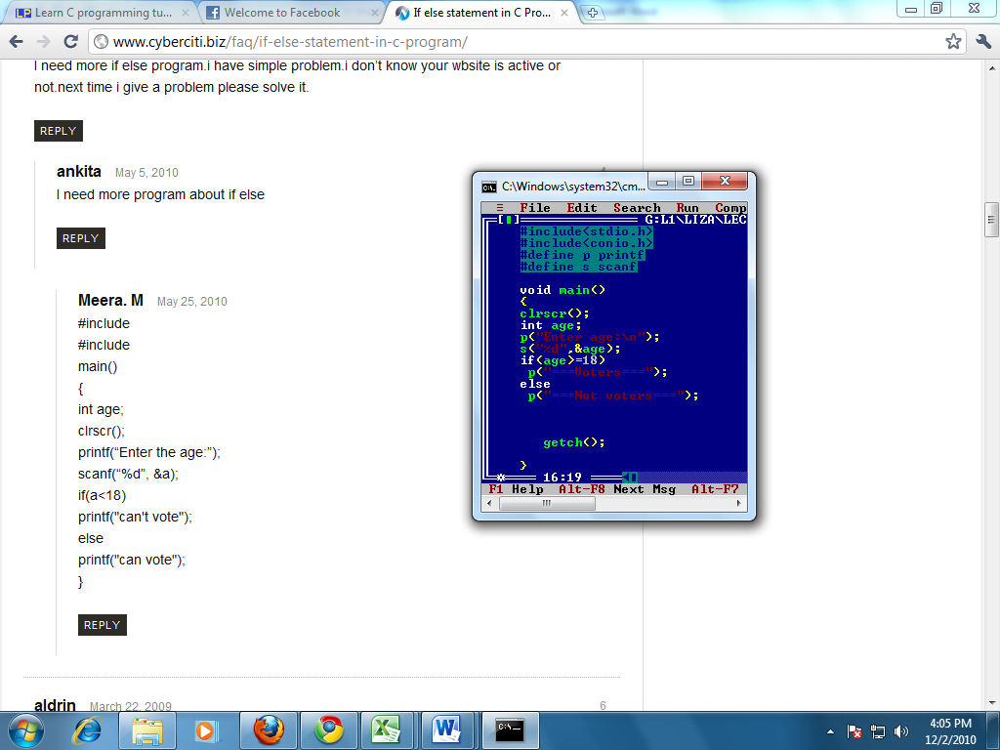 Learn C programming tu...
Welcome to Facebook
If else statement in C Pro...
www.cyberciti.biz/faq/if-else-statement-in-c-program/
I need more if else program.i have simple problem.i don't know your wbsite is active or
not.next time i give a problem please solve it.
REPLY
ankita May 5, 2010
I need more program about if else
REPLY
Meera. M May 25, 2010
#include
#include
main()
{
int age;
clrscr();
printf(“Enter the age:”);
scanf(“%d”, &a);
if(a<18)
printf("can't vote");
else
printf("can vote");
}
REPLY
aldrin March 22, 2009
6
C:\Windows\system32\cm...
File Edit Search Run Comp
G:L1\LIZA\LEC
#include<stdio.h>
#include<conio.h>
#define p printf
#define s scanf
void main()
{
clrscr();
int age;
p("Enter age:\n");
s("%d",&age);
if(age>=18)
p("===Voters===");
else
p("===Not voters===");
getch();
}
16:19
F1 Help Alt-F8 Next Msg Alt-F7
4:05 PM
12/2/2010